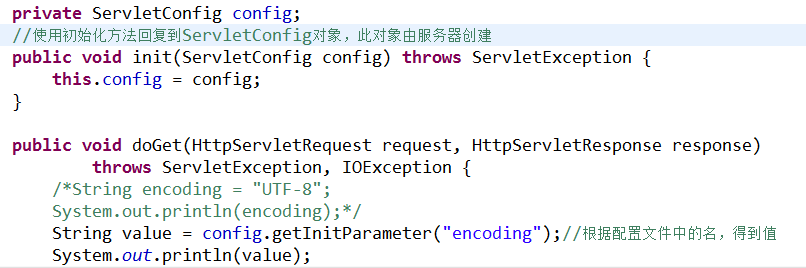 private ServletConfig config;
//使用初始化方法回复到ServletConfig对象，此对象由服务器创建
public void init(ServletConfig config) throws ServletException {
    this.config = config;
}
public void doGet(HttpServletRequest request, HttpServletResponse response)
        throws ServletException, IOException {
    /*String encoding = "UTF-8";
    System.out.println(encoding);*/
    String value = config.getInitParameter("encoding");//根据配置文件中的名，得到值
    System.out.println(value);